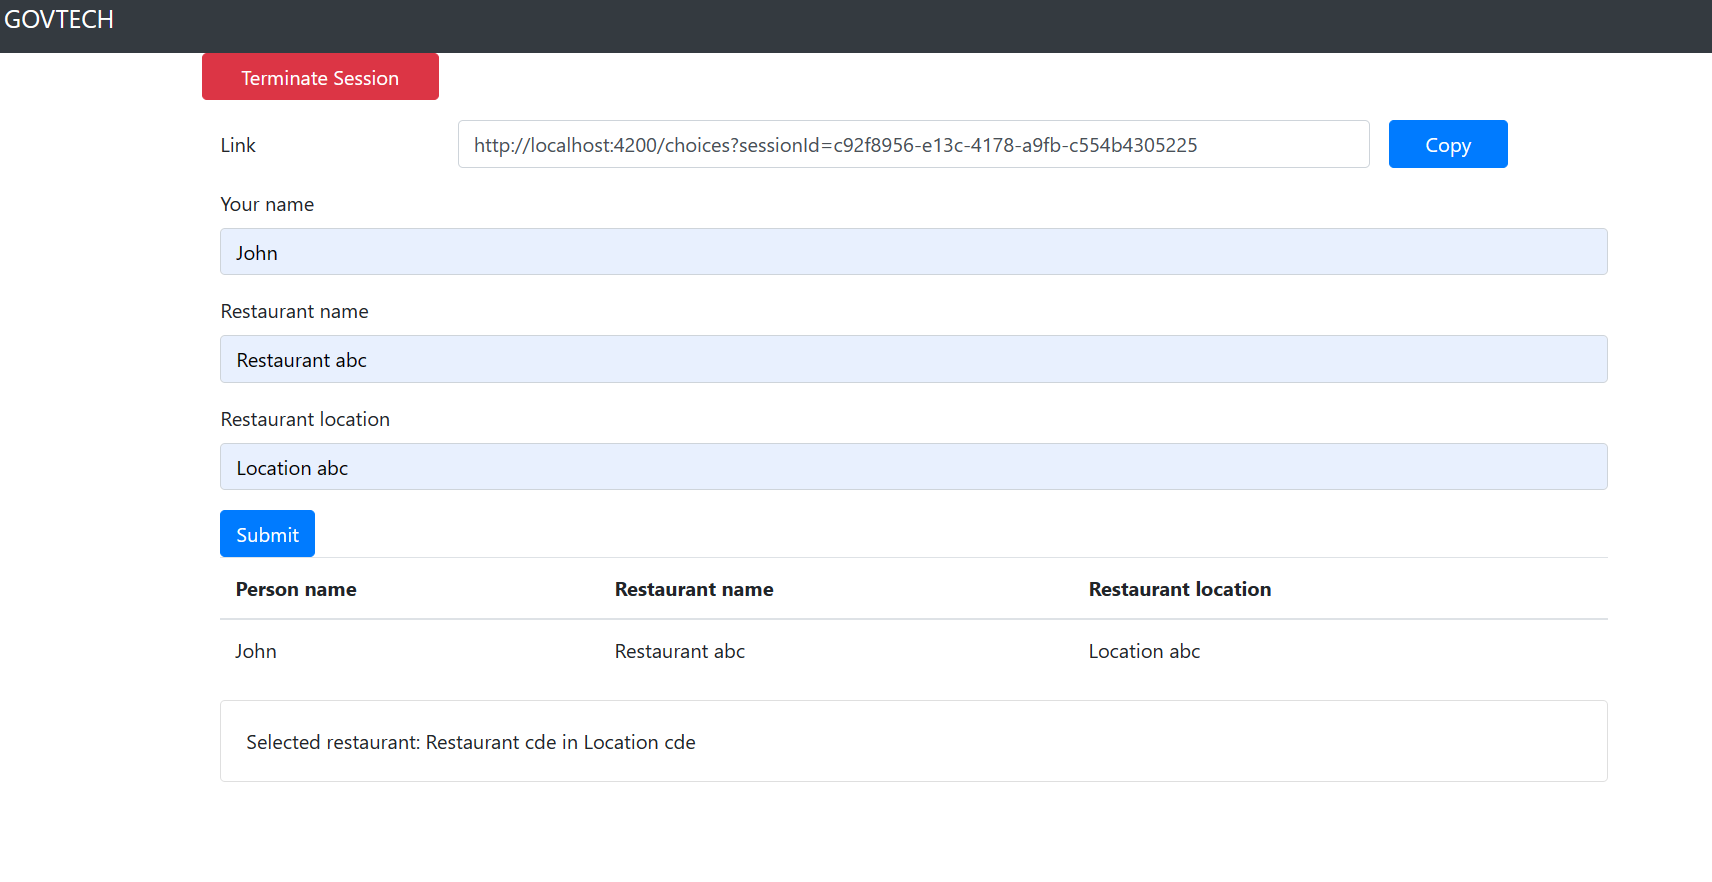 GOVTECH
Terminate Session
Link http://localhost:4200/choices?sessionId=c92f8956-e13c-4178-a9fb-c554b4305225 Copy
Your name
John
Restaurant name
Restaurant abc
Restaurant location
Location abc
Submit
Person name Restaurant name Restaurant location
John Restaurant abc Location abc
Selected restaurant: Restaurant cde in Location cde